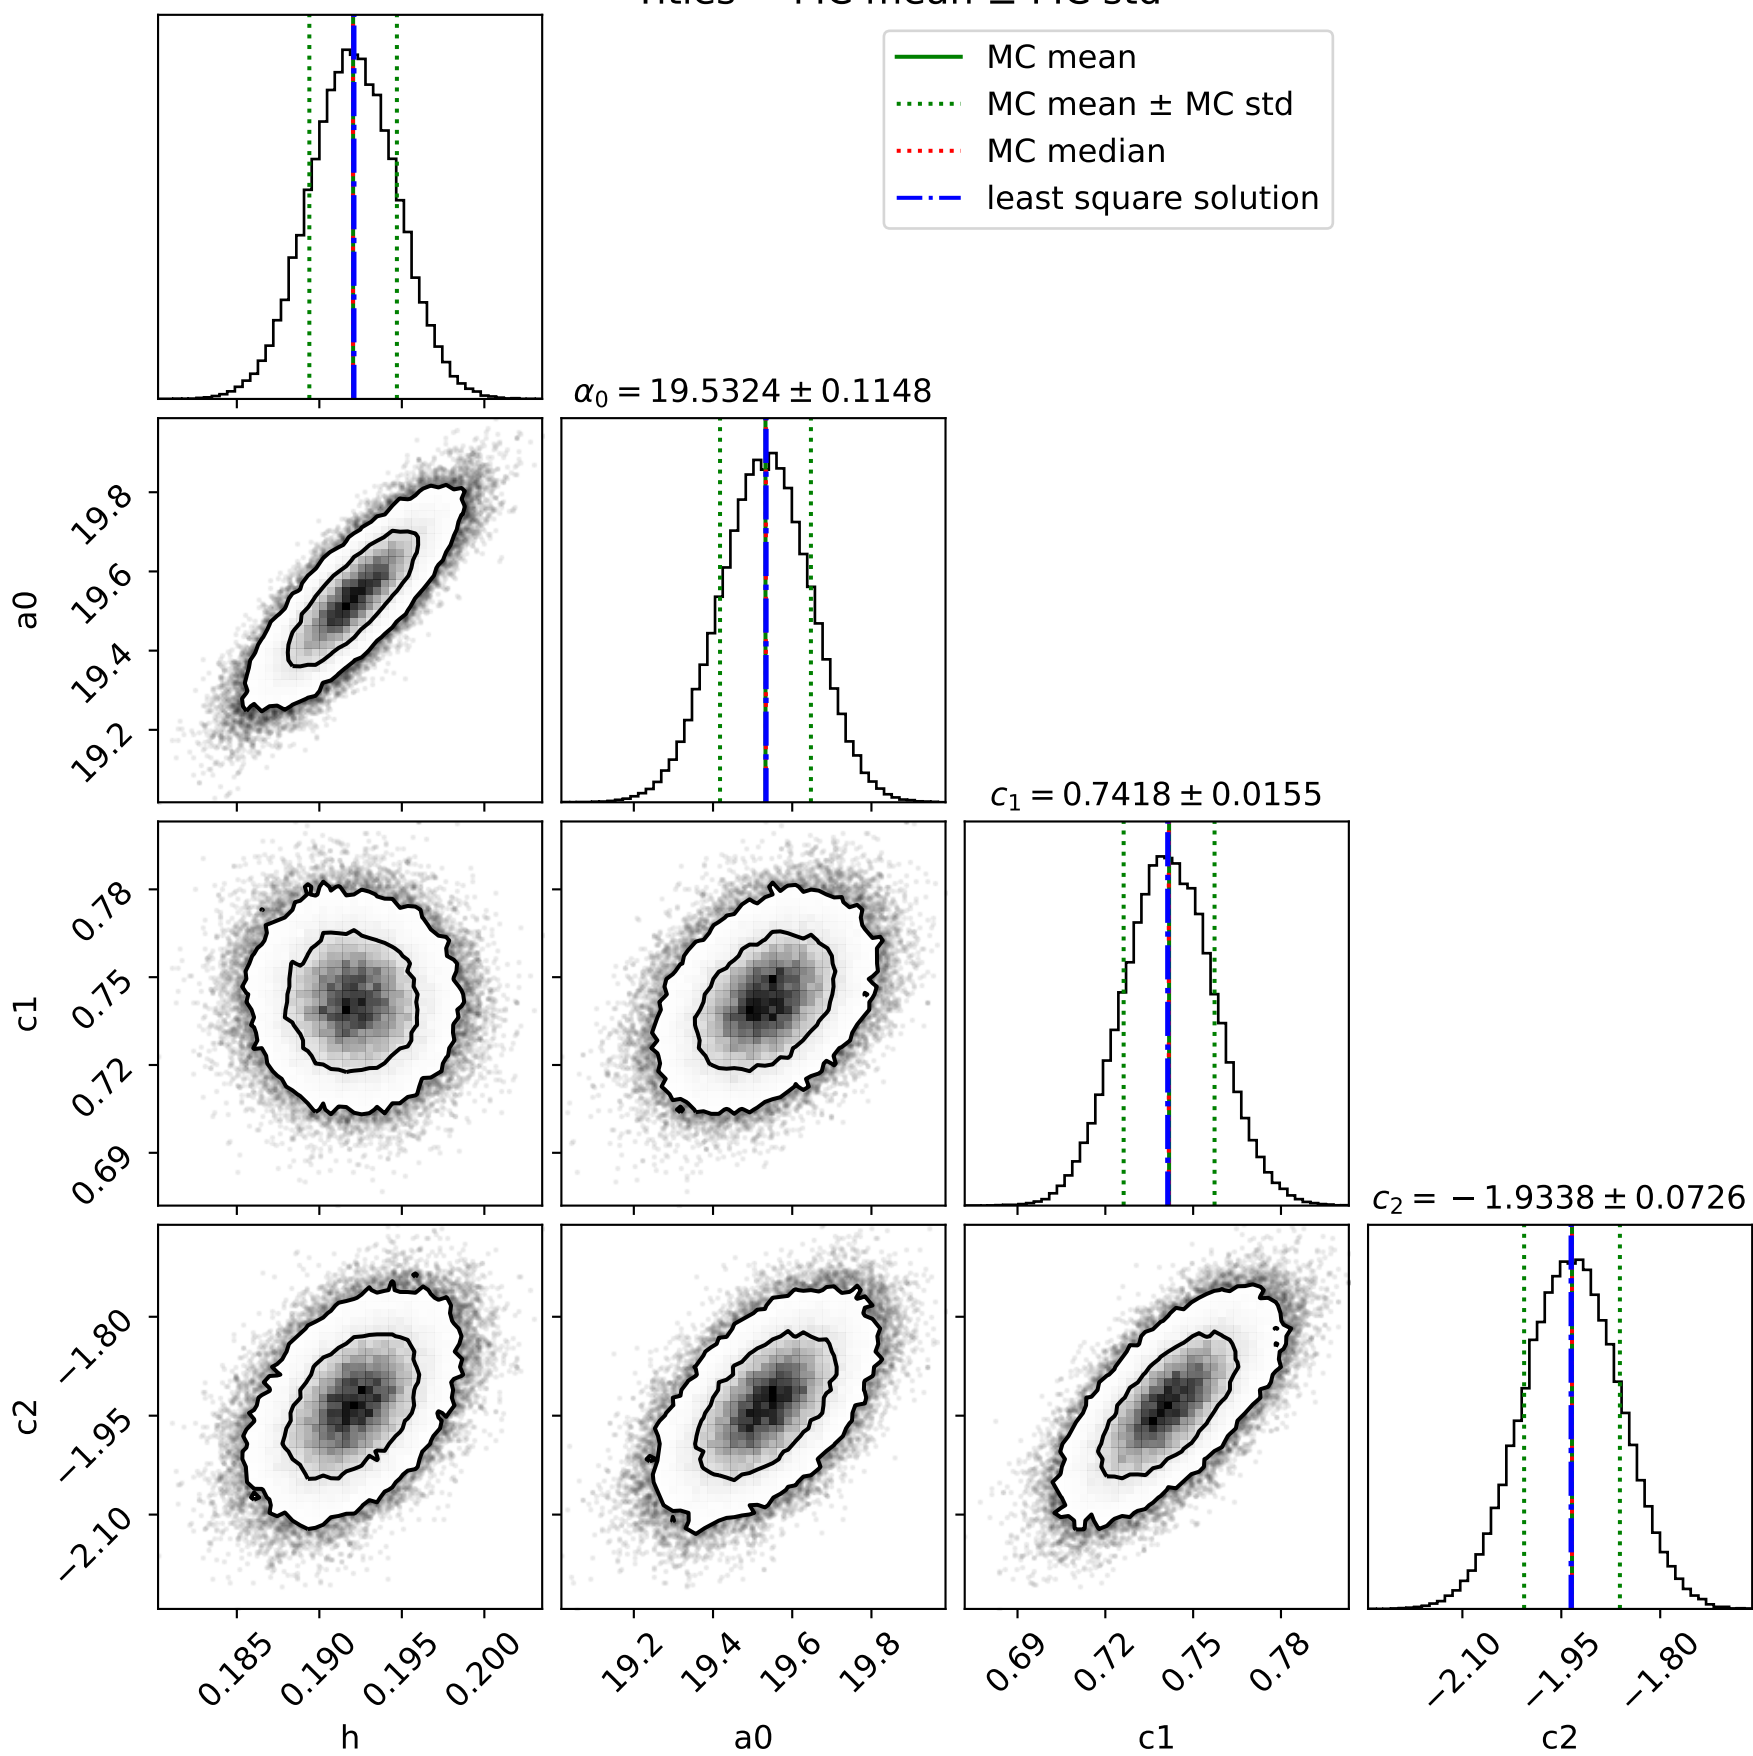 MC mean ± MC std
MC mean
MC mean ± MC std
MC median
least square solution
α₀ = 19.5324 ± 0.1148
19.8
19.6
19.4
19.2
a0
c₁ = 0.7418 ± 0.0155
0.78
0.75
0.72
0.69
c1
c₂ = −1.9338 ± 0.0726
−1.80
−1.95
−2.10
c2
0.185 0.190 0.195 0.200 19.2 19.4 19.6 19.8 0.69 0.72 0.75 0.78 −2.10 −1.95 −1.80
h a0 c1 c2